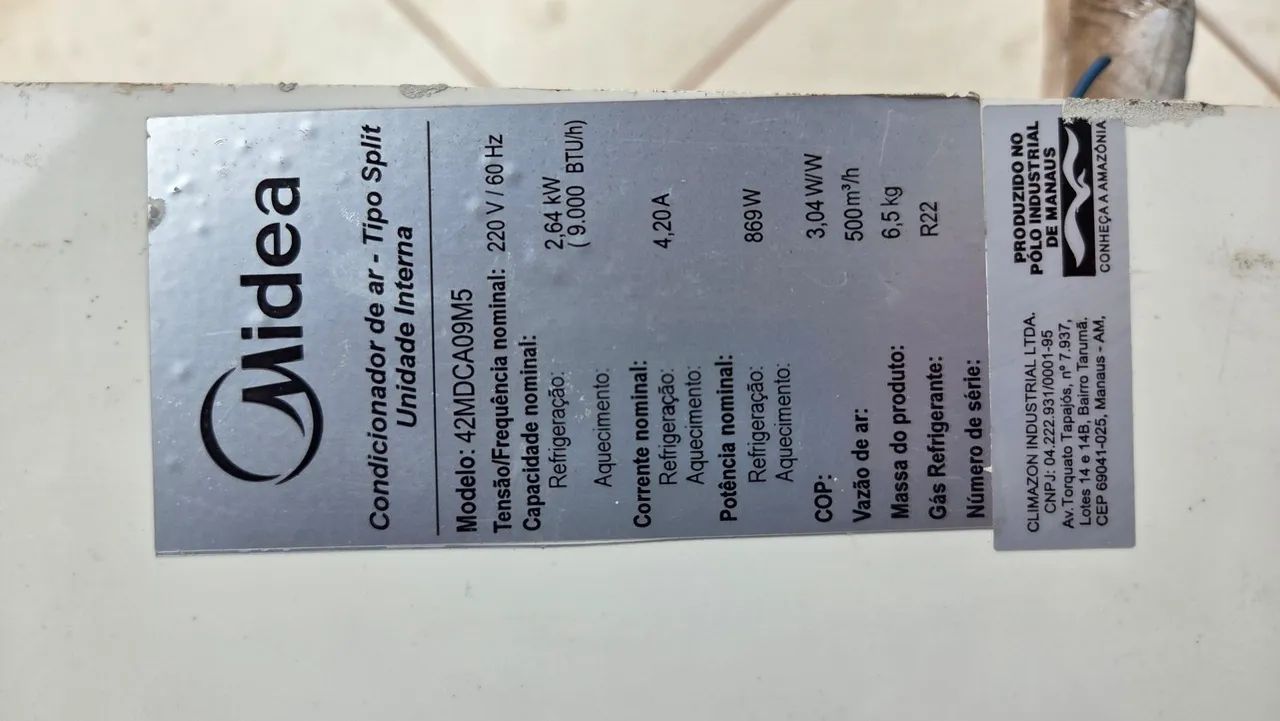 Midea
Condicionador de ar - Tipo Split
Unidade Interna
Modelo: 42MDCA09M5
Tensão/Frequência nominal: 220 V / 60 Hz
Capacidade nominal:
Refrigeração: 2,64 kW
( 9.000 BTU/h)
Aquecimento:
Corrente nominal:
Refrigeração: 4,20 A
Aquecimento:
Potência nominal:
Refrigeração: 869 W
Aquecimento:
COP: 3,04 W/W
Vazão de ar: 500m³/h
Massa do produto: 6,5 kg
Gás Refrigerante: R22
Número de série:
CLIMAZON INDUSTRIAL LTDA.
CNPJ: 04.222.931/0001-95
Av. Torquato Tapajós, nº 7.937,
Lotes 14 e 14B, Bairro Tarumã.
CEP 69041-025, Manaus - AM,
PRODUZIDO NO
PÓLO INDUSTRIAL
DE MANAUS
CONHEÇA A AMAZÔNIA